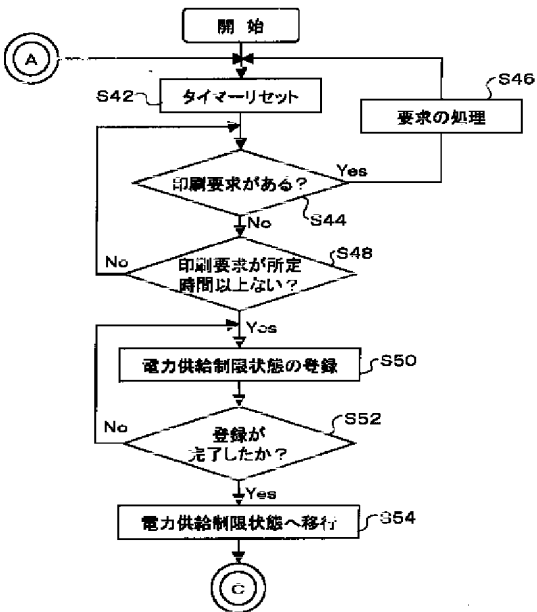 開 始
A
S42
タイマーリセット
S46
要求の処理
印刷要求がある?
Yes
S44
No
印刷要求が所定
時間以上ない?
S48
No
Yes
電力供給制限状態の登録
S50
登録が
完了したか?
S52
No
Yes
電力供給制限状態へ移行
S54
C